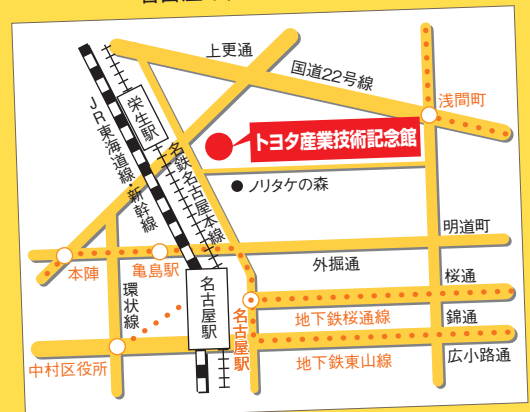 上更通
国道22号線
浅間町
栄生駅
JR東海道線・新幹線
トヨタ産業技術記念館
名鉄名古屋本線
ノリタケの森
明道町
本陣
亀島駅
外掘通
環状線
名古屋駅
名古屋駅
桜通
地下鉄桜通線
錦通
中村区役所
地下鉄東山線
広小路通